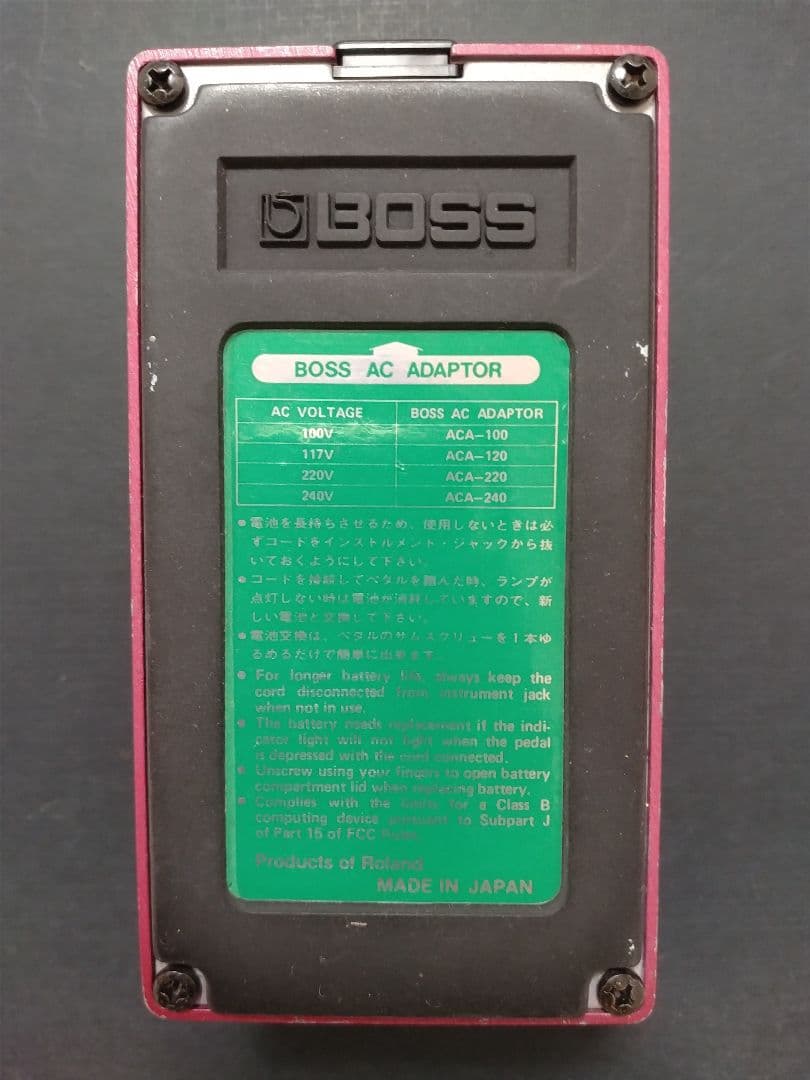 BOSS
BOSS AC ADAPTOR
AC VOLTAGE BOSS AC ADAPTOR
100V ACA-100
117V ACA-120
220V ACA-220
240V ACA-240
●電池を長持ちさせるため、使用しないときは必
ずコードをインストルメント・ジャックから抜
いておくようにして下さい。
●コードを接続してペダルを踏んだ時、ランプが
点灯しない時は電池が消耗していますので、新
しい電池と交換して下さい。
●電池交換は、ペダルのサムスクリューを1本ゆ
るめるだけで簡単に出来ます。
● For longer battery life, always keep the
cord disconnected from instrument jack
when not in use.
● The battery needs replacement if the indi-
cator light will not light when the pedal
is depressed with the cord connected.
● Unscrew using your fingers to open battery
compartment lid when replacing battery.
● Complies with the limits for a Class B
computing device pursuant to Subpart J
of Part 15 of FCC Rules.
Products of Roland
MADE IN JAPAN